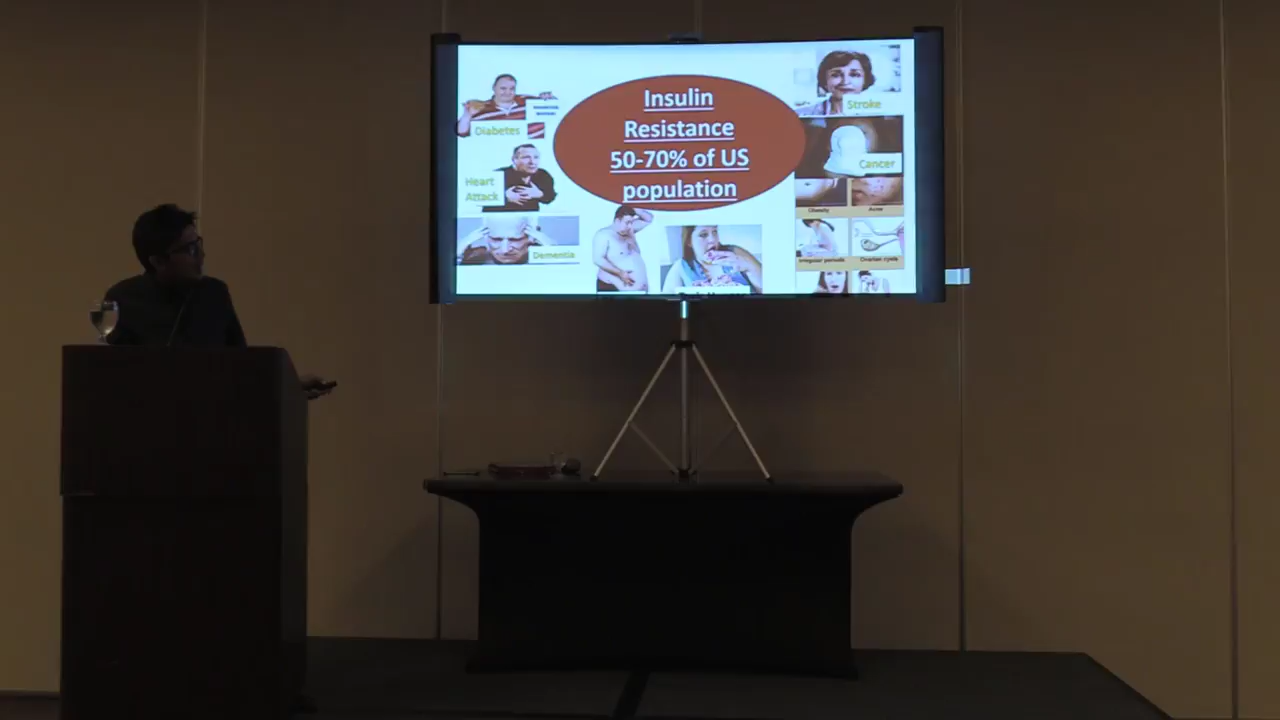 Insulin
Resistance
50-70% of US
population
Diabetes
Heart
Attack
Dementia
Stroke
Cancer
Obesity
Acne
Irregular periods
Ovarian cysts